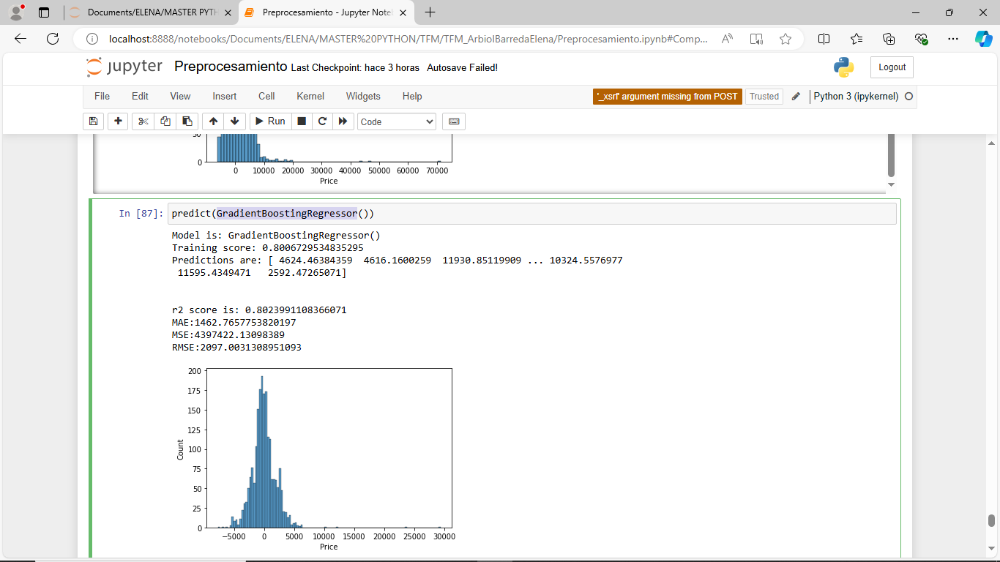 Documents/ELENA/MASTER PYTH
Preprocesamiento - Jupyter Note
localhost:8888/notebooks/Documents/ELENA/MASTER%20PYTHON/TFM/TFM_ArbiolBarredaElena/Preprocesamiento.ipynb#Comp...
jupyter Preprocesamiento Last Checkpoint: hace 3 horas Autosave Failed!
Logout
File Edit View Insert Cell Kernel Widgets Help
'_xsrf' argument missing from POST
Trusted
Python 3 (ipykernel)
Run
Code
50
0
0 10000 20000 30000 40000 50000 60000 70000
Price
In [87]: predict(GradientBoostingRegressor())
Model is: GradientBoostingRegressor()
Training score: 0.8006729534835295
Predictions are: [ 4624.46384359 4616.1600259 11930.85119909 ... 10324.5576977
11595.4349471 2592.47265071]
r2 score is: 0.8023991108366071
MAE:1462.7657753820197
MSE:4397422.13098389
RMSE:2097.0031308951093
200
175
150
125
100
75
50
25
0
Count
−5000 0 5000 10000 15000 20000 25000 30000
Price